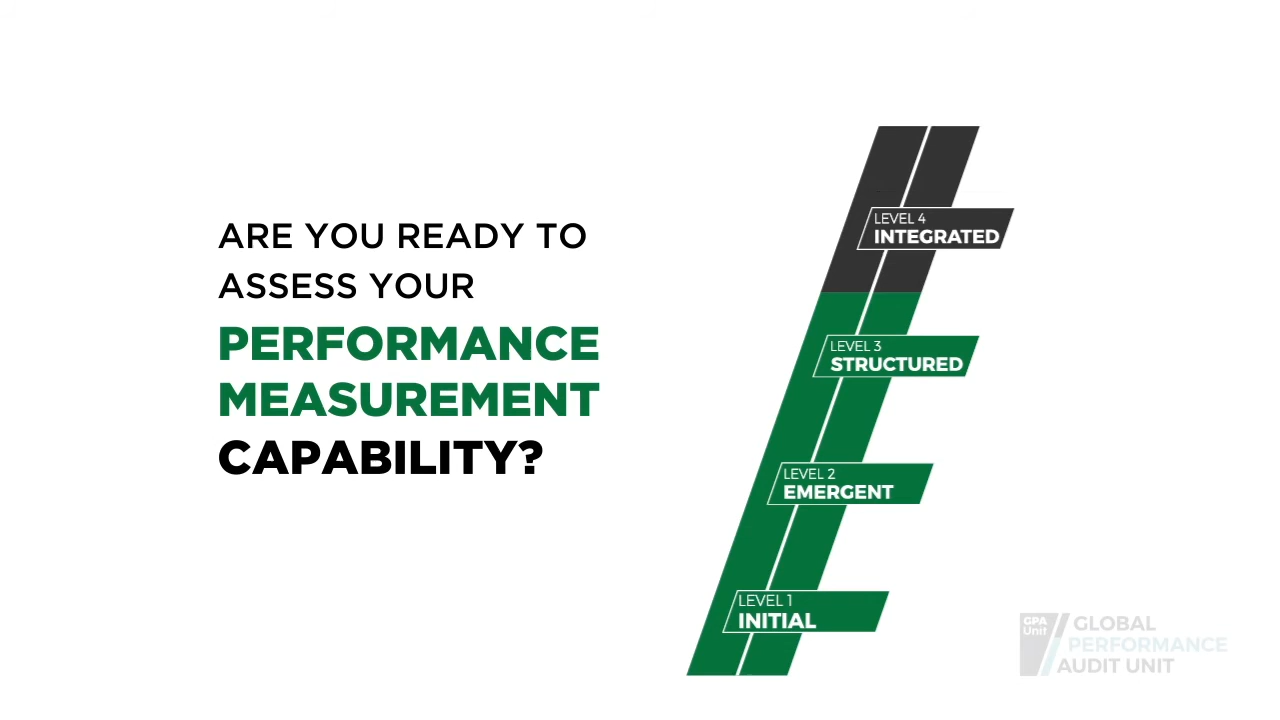 ARE YOU READY TO
ASSESS YOUR
PERFORMANCE
MEASUREMENT
CAPABILITY?
LEVEL 4
INTEGRATED
LEVEL 3
STRUCTURED
LEVEL 2
EMERGENT
LEVEL 1
INITIAL
GPA
Unit
GLOBAL
PERFORMANCE
AUDIT UNIT